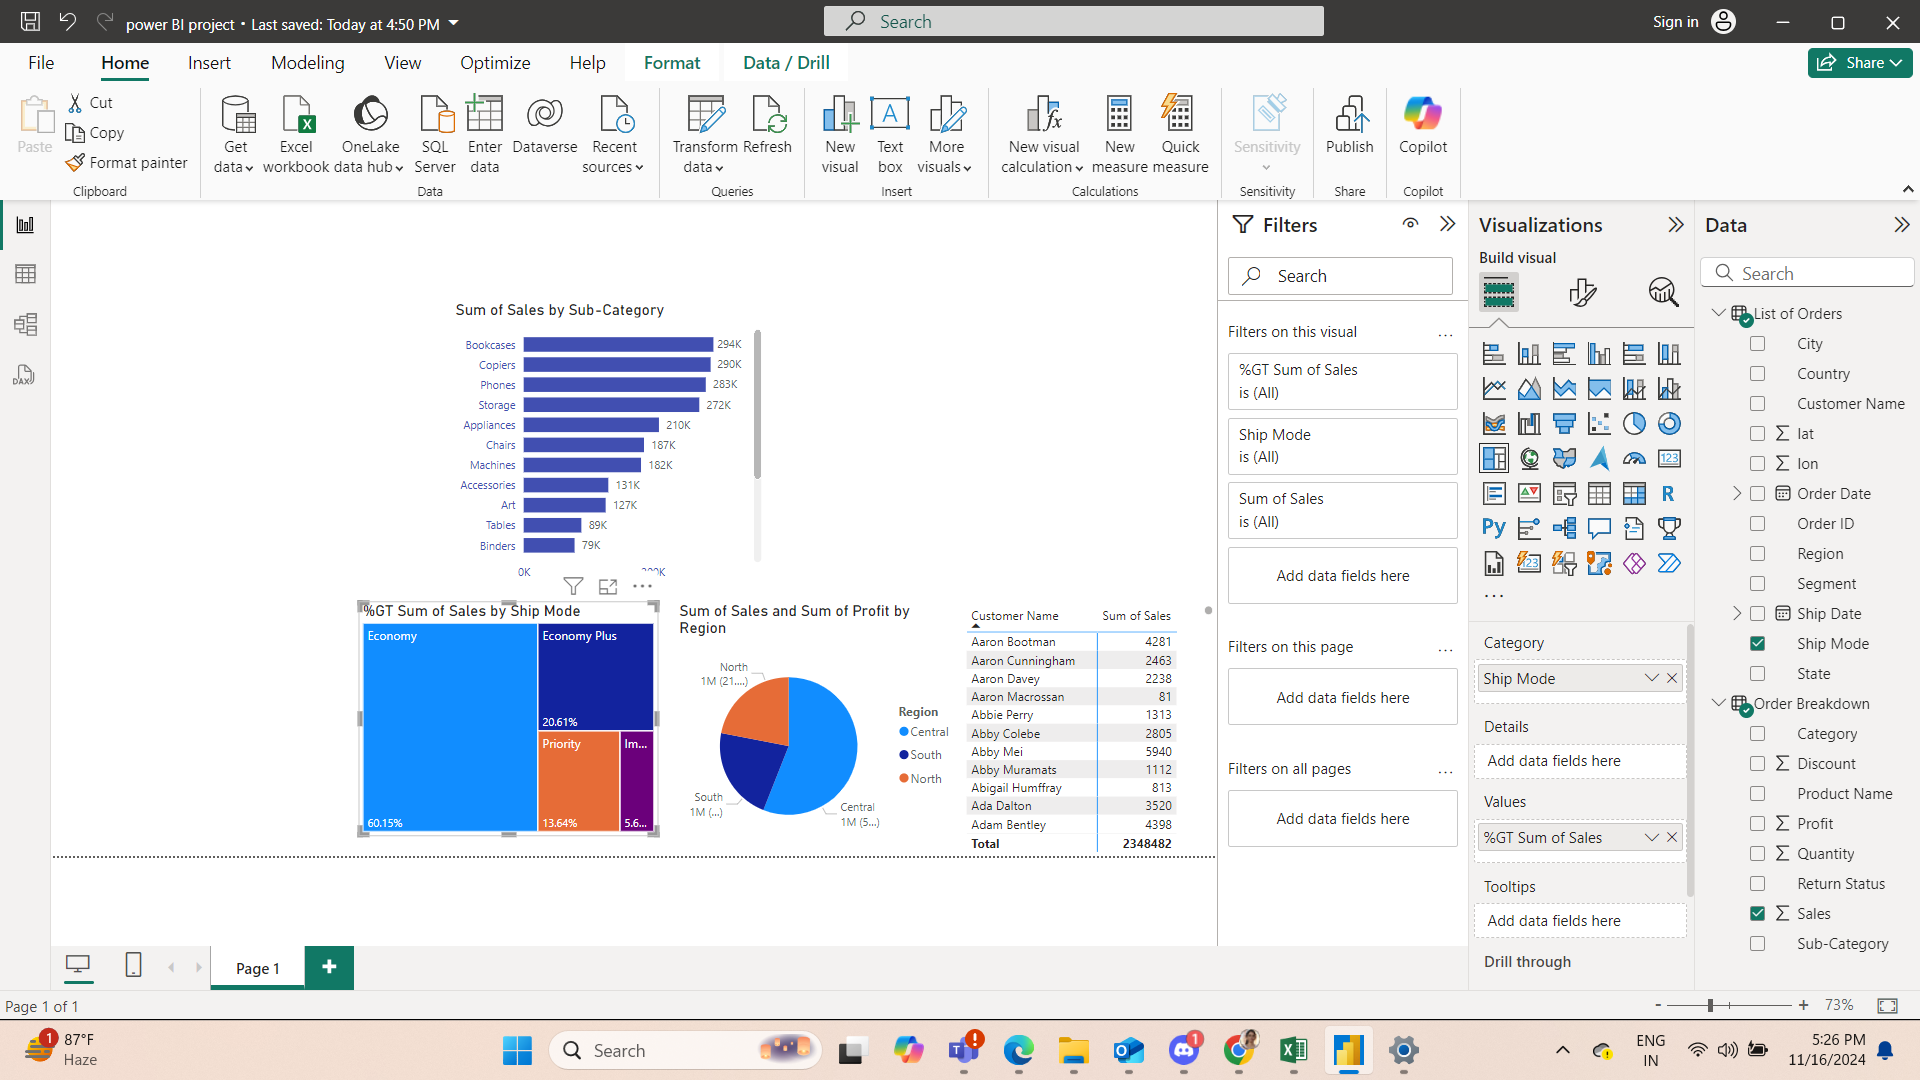 power BI project • Last saved: Today at 4:50 PM
Search
Sign in
File
Home
Insert
Modeling
View
Optimize
Help
Format
Data / Drill
Share
Paste
Cut
Copy
Format painter
Clipboard
Get data
Excel workbook
OneLake data hub
SQL Server
Enter data
Dataverse
Recent sources
Data
Transform data
Refresh
Queries
New visual
Text box
More visuals
Insert
New visual calculation
New measure
Quick measure
Calculations
Sensitivity
Sensitivity
Publish
Share
Copilot
Copilot
DAX
Sum of Sales by Sub-Category
Bookcases 294K
Copiers 290K
Phones 283K
Storage 272K
Appliances 210K
Chairs 187K
Machines 182K
Accessories 131K
Art 127K
Tables 89K
Binders 79K
0K
%GT Sum of Sales by Ship Mode
Economy
60.15%
Economy Plus
20.61%
Priority
13.64%
Im...
5.6...
Sum of Sales and Sum of Profit by
Region
North
1M (21....)
South
1M (...)
Central
1M (5...)
Region
Central
South
North
Customer Name Sum of Sales
Aaron Bootman 4281
Aaron Cunningham 2463
Aaron Davey 2238
Aaron Macrossan 81
Abbie Perry 1313
Abby Colebe 2805
Abby Mei 5940
Abby Muramats 1112
Abigail Humffray 813
Ada Dalton 3520
Adam Bentley 4398
Total 2348482
Filters
Search
Filters on this visual ...
%GT Sum of Sales
is (All)
Ship Mode
is (All)
Sum of Sales
is (All)
Add data fields here
Filters on this page ...
Add data fields here
Filters on all pages ...
Add data fields here
Visualizations
Build visual
123
R
Py
123
...
Category
Ship Mode
Details
Add data fields here
Values
%GT Sum of Sales
Tooltips
Add data fields here
Drill through
Data
Search
List of Orders
City
Country
Customer Name
∑ lat
∑ lon
Order Date
Order ID
Region
Segment
Ship Date
Ship Mode
State
Order Breakdown
Category
∑ Discount
Product Name
∑ Profit
∑ Quantity
Return Status
∑ Sales
Sub-Category
Page 1
+
Page 1 of 1
- + 73%
1
87°F
Haze
Search
1
ENG
IN
5:26 PM
11/16/2024